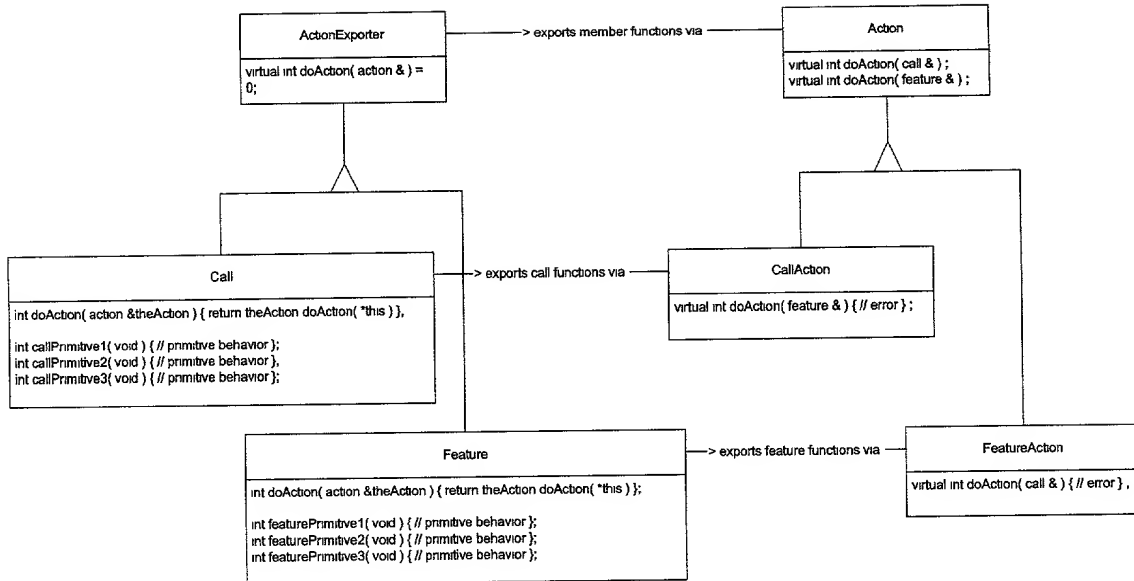 ActionExporter
> exports member functions via
Action
virtual int doAction( action & ) =
0;
virtual int doAction( call & ) ;
virtual int doAction( feature & ) ;
Call
> exports call functions via
CallAction
int doAction( action &theAction ) { return theAction doAction( *this ) },
int callPrimitive1( void ) { // primitive behavior };
int callPrimitive2( void ) { // primitive behavior },
int callPrimitive3( void ) { // primitive behavior };
virtual int doAction( feature & ) { // error } ;
Feature
> exports feature functions via
FeatureAction
int doAction( action &theAction ) { return theAction doAction( *this ) };
int featurePrimitive1( void ) { // primitive behavior };
int featurePrimitive2( void ) { // primitive behavior };
int featurePrimitive3( void ) { // primitive behavior };
virtual int doAction( call & ) { // error } ,